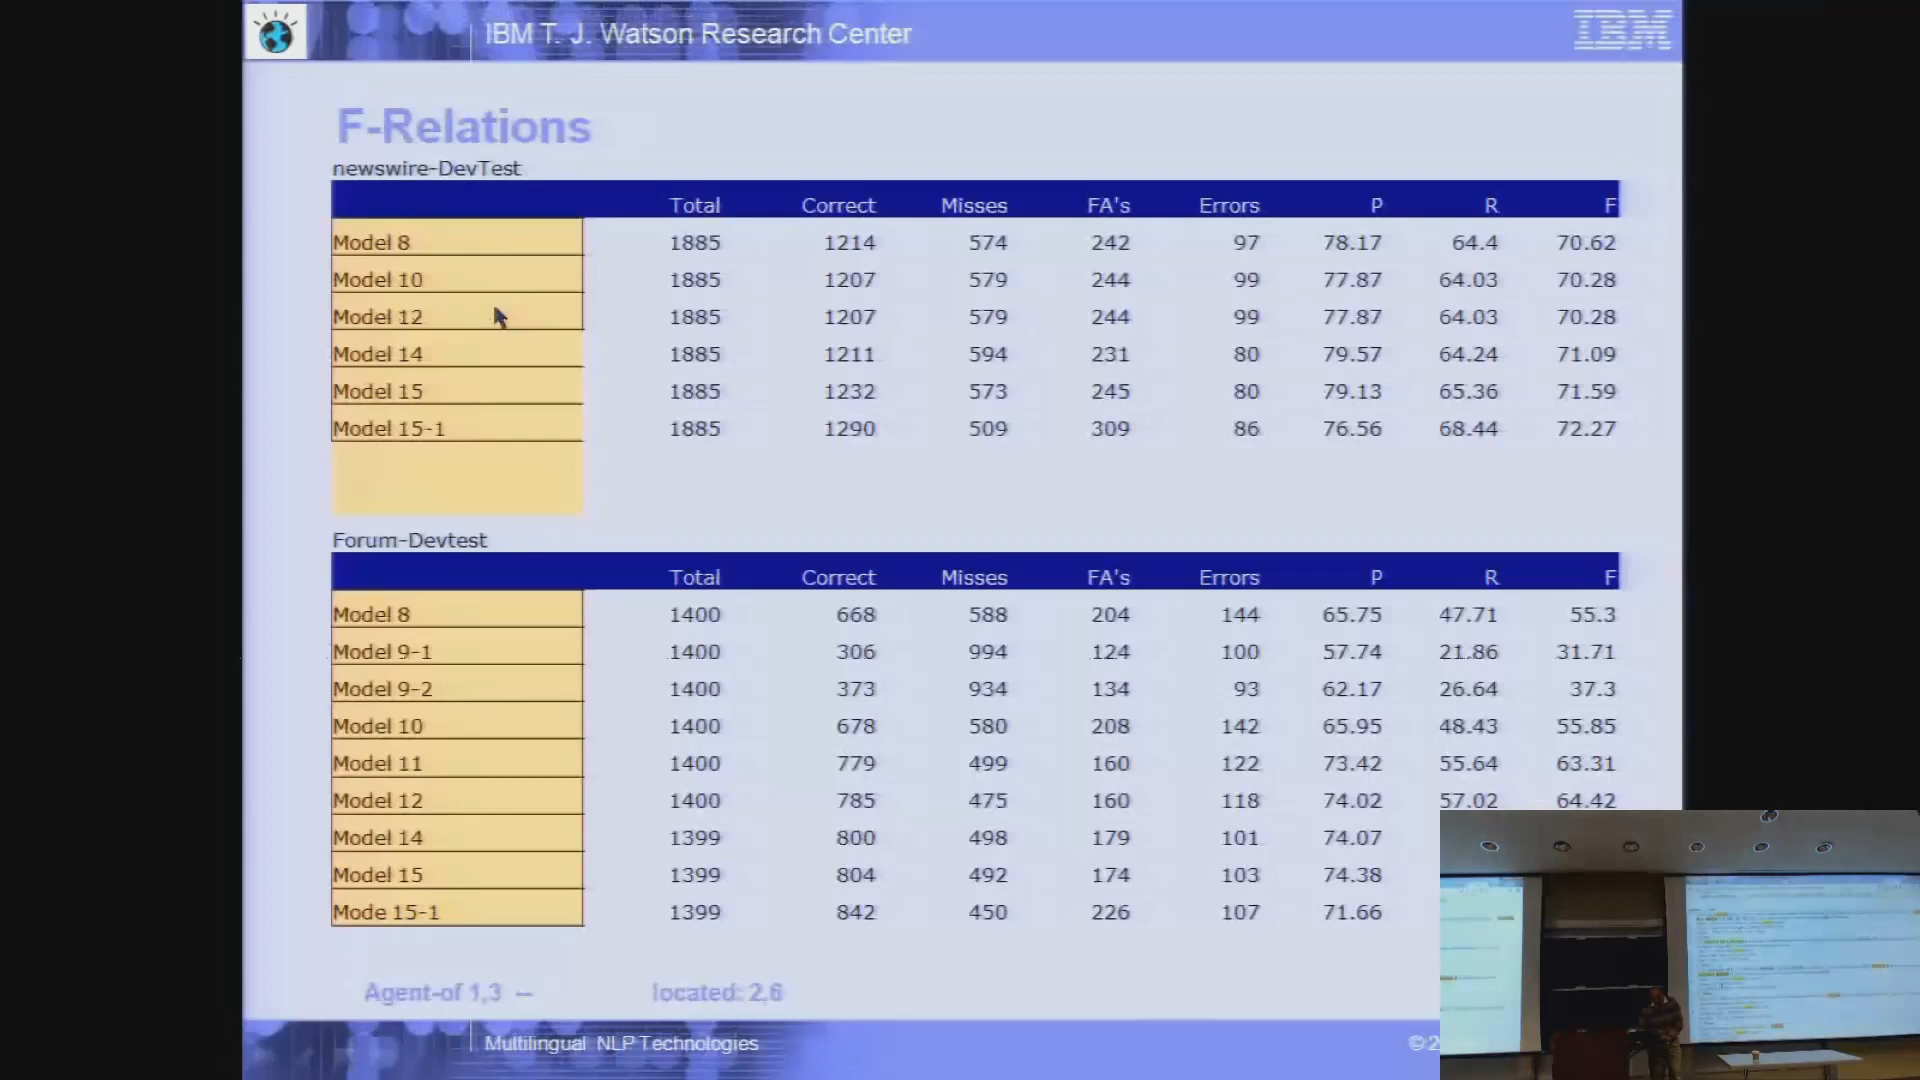 IBM T. J. Watson Research Center
IBM
F-Relations
newswire-DevTest
Total Correct Misses FA's Errors P R F
Model 8 1885 1214 574 242 97 78.17 64.4 70.62
Model 10 1885 1207 579 244 99 77.87 64.03 70.28
Model 12 1885 1207 579 244 99 77.87 64.03 70.28
Model 14 1885 1211 594 231 80 79.57 64.24 71.09
Model 15 1885 1232 573 245 80 79.13 65.36 71.59
Model 15-1 1885 1290 509 309 86 76.56 68.44 72.27
Forum-Devtest
Total Correct Misses FA's Errors P R F
Model 8 1400 668 588 204 144 65.75 47.71 55.3
Model 9-1 1400 306 994 124 100 57.74 21.86 31.71
Model 9-2 1400 373 934 134 93 62.17 26.64 37.3
Model 10 1400 678 580 208 142 65.95 48.43 55.85
Model 11 1400 779 499 160 122 73.42 55.64 63.31
Model 12 1400 785 475 160 118 74.02 57.02 64.42
Model 14 1399 800 498 179 101 74.07
Model 15 1399 804 492 174 103 74.38
Mode 15-1 1399 842 450 226 107 71.66
Agent-of 1,3 -- located: 2,6
Multilingual NLP Technologies
©2